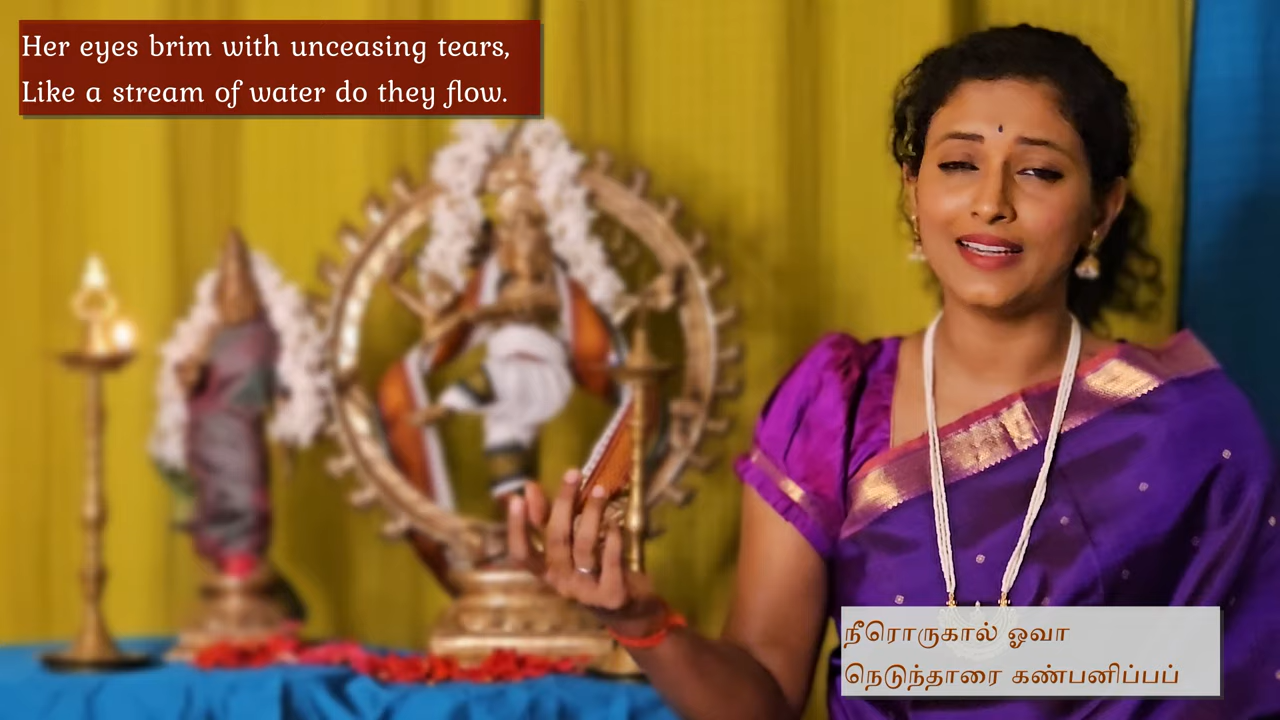 Her eyes brim with unceasing tears,
Like a stream of water do they flow.
நீரொருகால் ஓவா
நெடுந்தாரை கண்பனிப்பப்